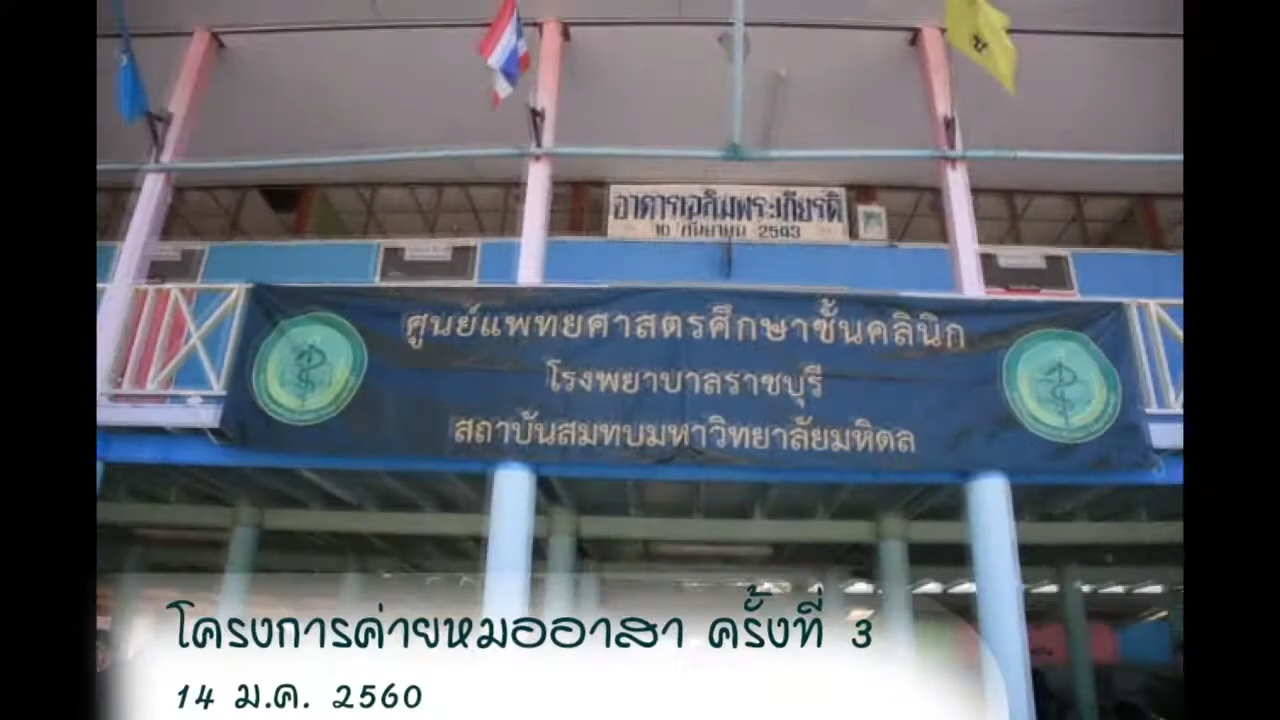 อาคารเฉลิมพระเกียรติ
10 กันยายน 2543
ศูนย์แพทยศาสตรศึกษาชั้นคลินิก
โรงพยาบาลราชบุรี
สถาบันสมทบมหาวิทยาลัยมหิดล
โครงการค่ายหมออาสา ครั้งที่ 3
14 ม.ค. 2560